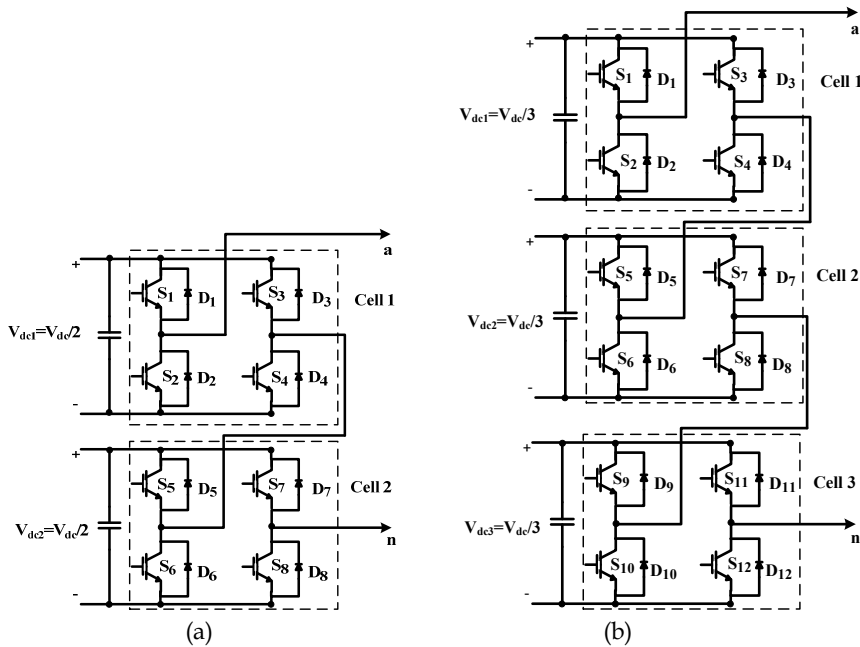 a
+
S1 D1 S3 D3
Cell 1
Vdc1=Vdc/2
S2 D2 S4 D4
-
+
S5 D5 S7 D7
Cell 2
Vdc2=Vdc/2
n
S6 D6 S8 D8
-
(a)
a
+
S1 D1 S3 D3
Cell 1
Vdc1=Vdc/3
S2 D2 S4 D4
-
+
S5 D5 S7 D7
Cell 2
Vdc2=Vdc/3
S6 D6 S8 D8
-
+
S9 D9 S11 D11
Cell 3
Vdc3=Vdc/3
n
S10 D10 S12 D12
-
(b)